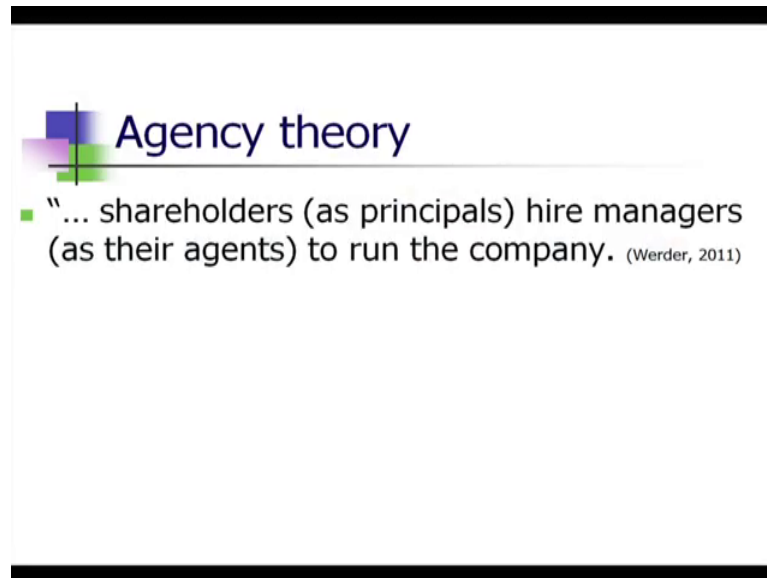 Agency theory
“... shareholders (as principals) hire managers
(as their agents) to run the company. (Werder, 2011)